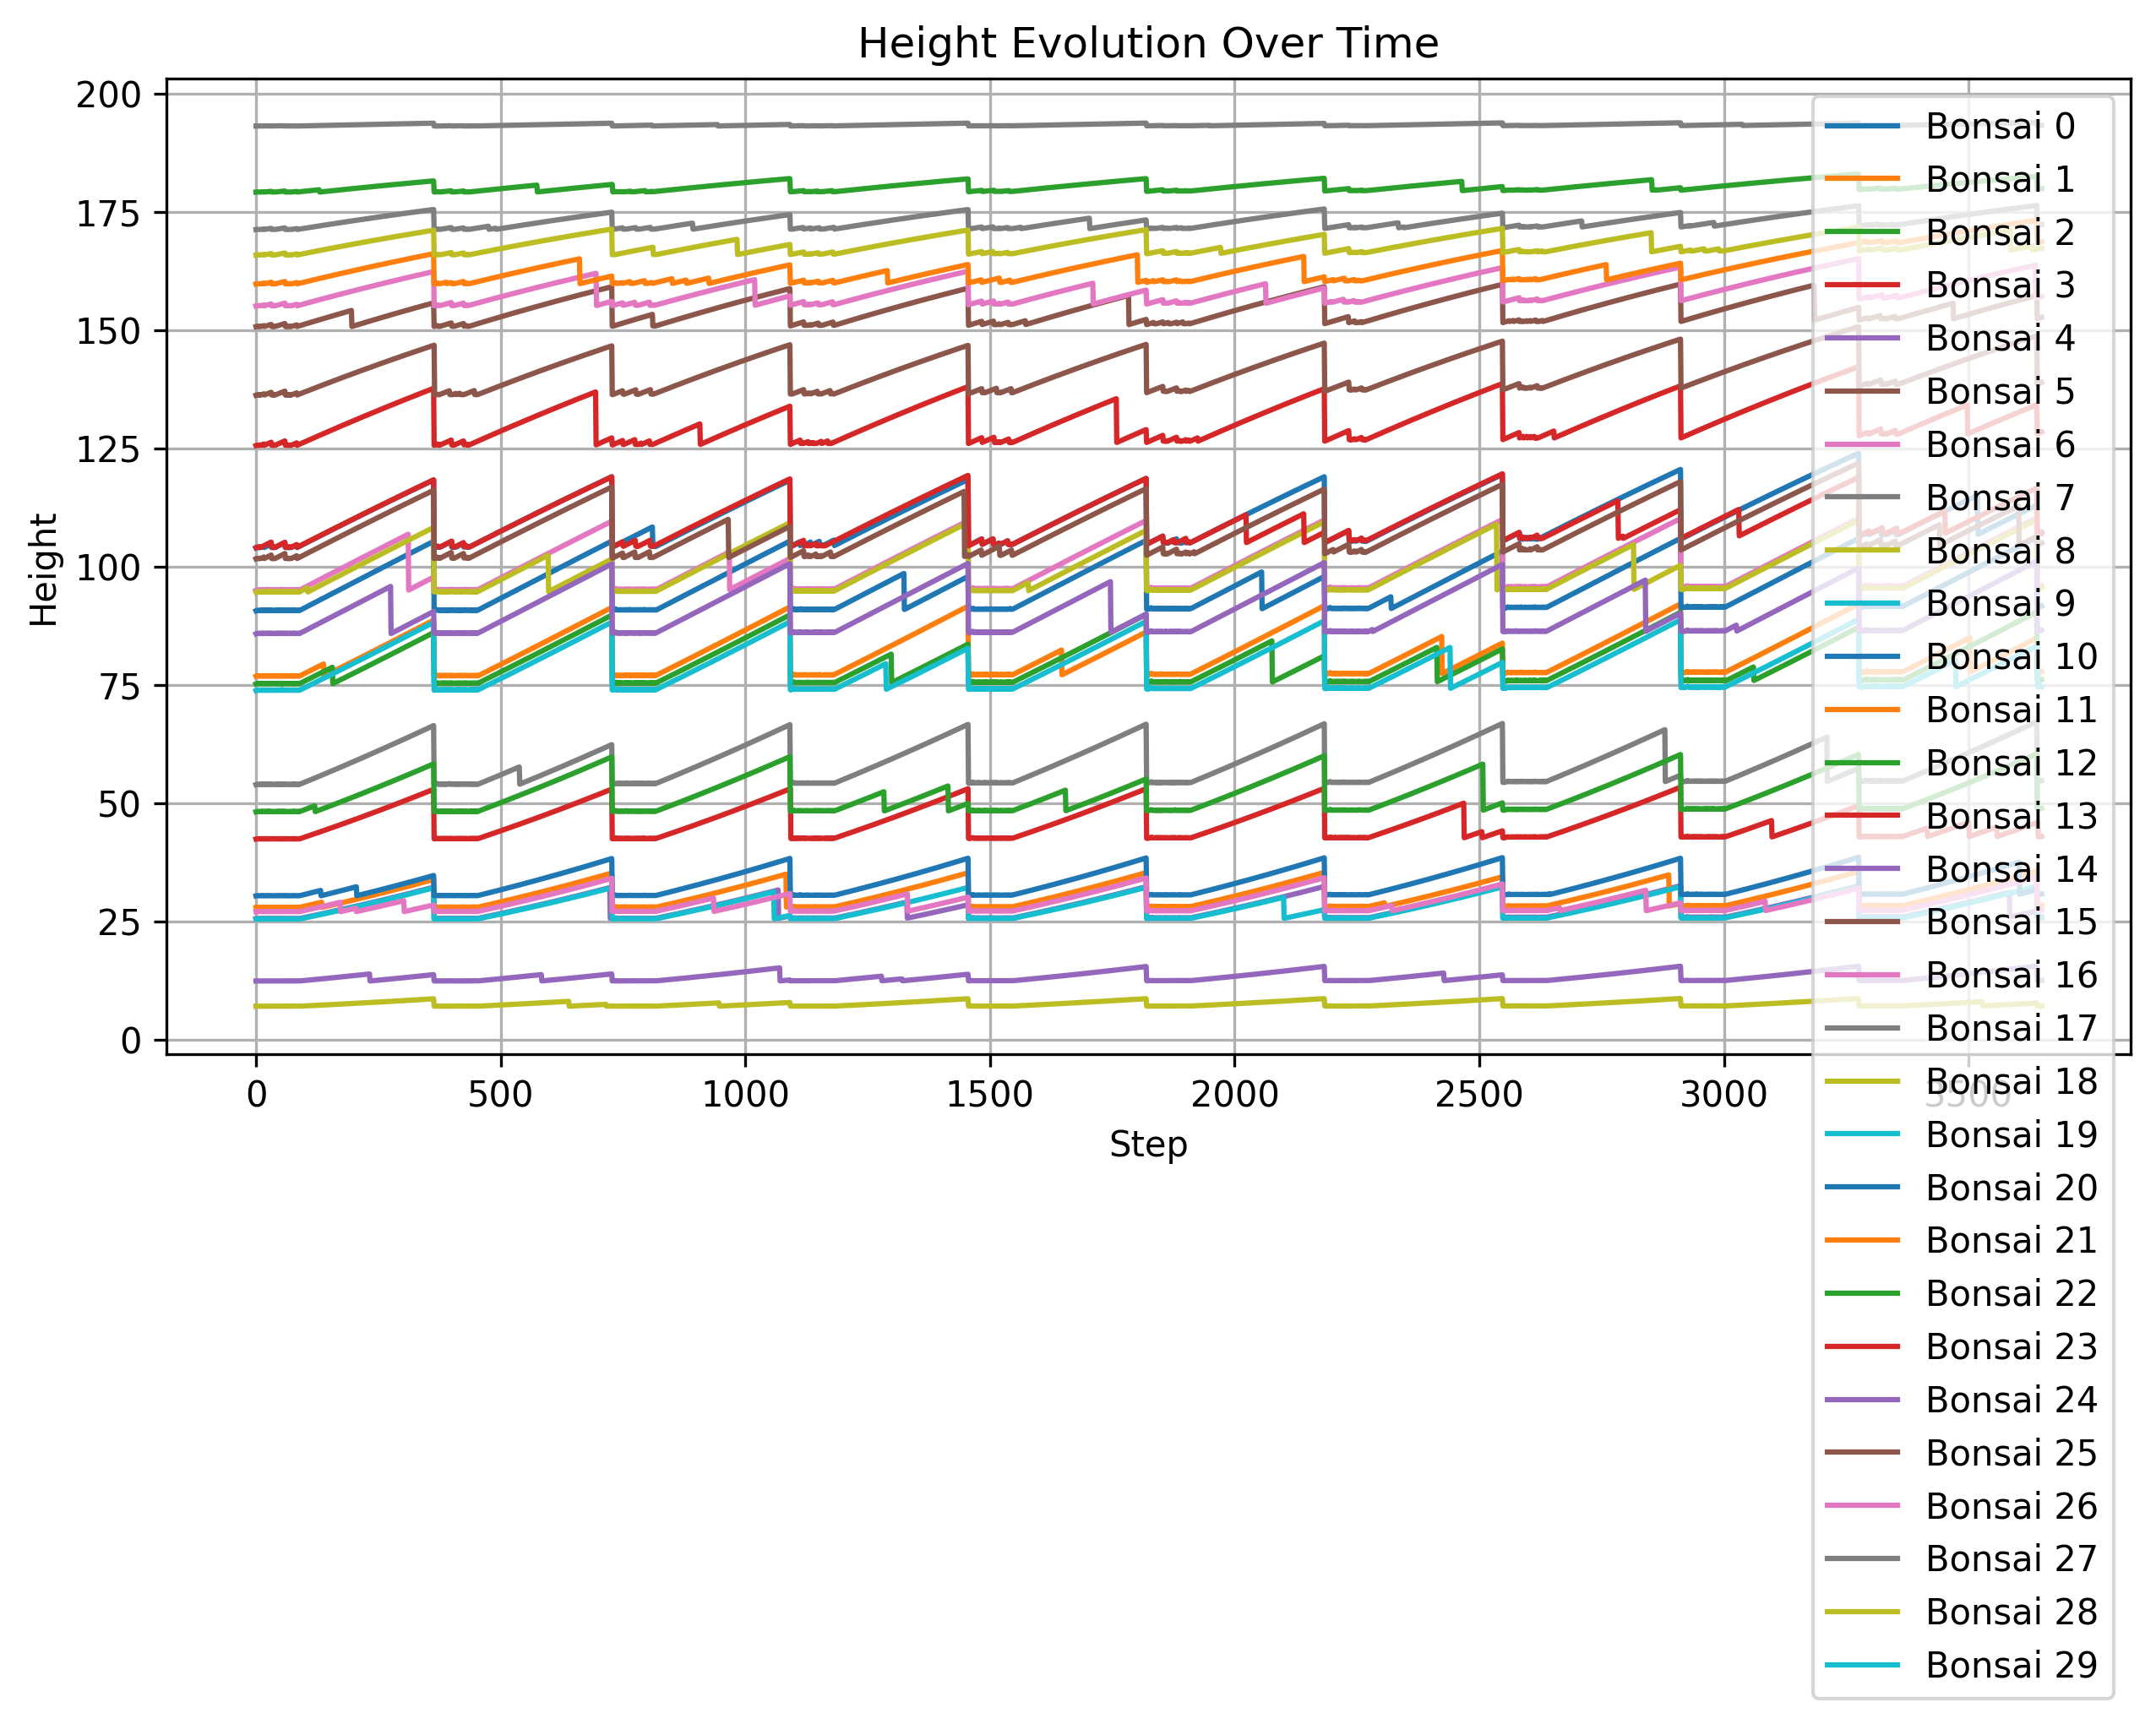 Height Evolution Over Time
200
175
150
125
100
75
50
25
0
Height
0
500
1000
1500
2000
2500
3000
3500
Step
Bonsai 0
Bonsai 1
Bonsai 2
Bonsai 3
Bonsai 4
Bonsai 5
Bonsai 6
Bonsai 7
Bonsai 8
Bonsai 9
Bonsai 10
Bonsai 11
Bonsai 12
Bonsai 13
Bonsai 14
Bonsai 15
Bonsai 16
Bonsai 17
Bonsai 18
Bonsai 19
Bonsai 20
Bonsai 21
Bonsai 22
Bonsai 23
Bonsai 24
Bonsai 25
Bonsai 26
Bonsai 27
Bonsai 28
Bonsai 29